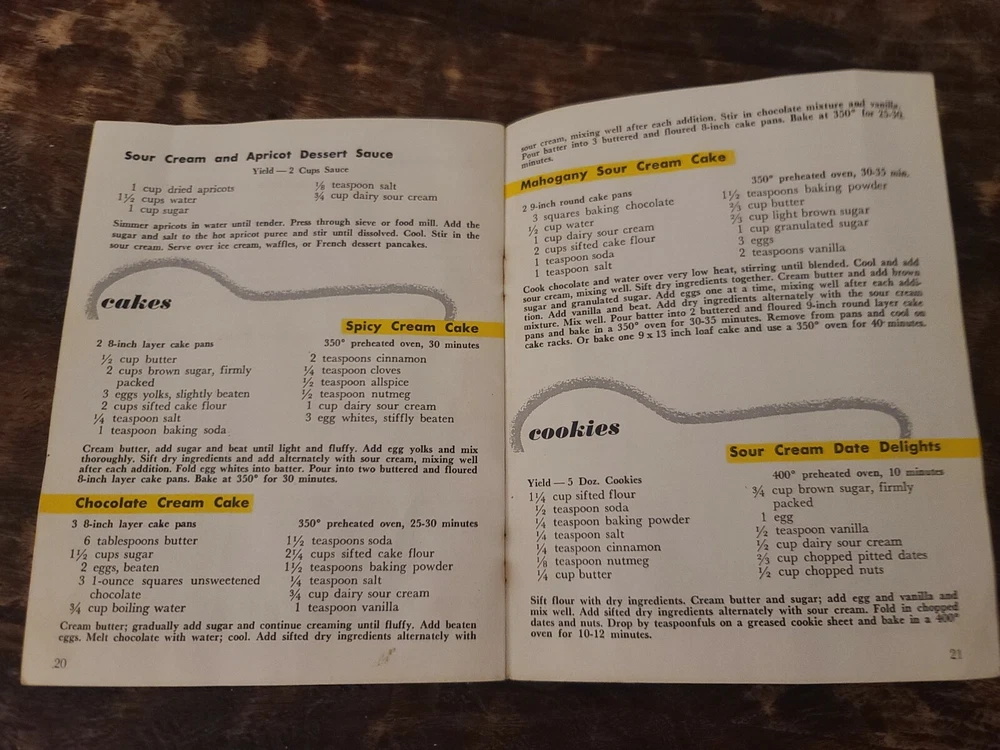 Sour Cream and Apricot Dessert Sauce
Yield — 2 Cups Sauce
1 cup dried apricots
1½ cups water
1 cup sugar
⅛ teaspoon salt
¾ cup dairy sour cream
Simmer apricots in water until tender. Press through sieve or food mill. Add the
sugar and salt to the hot apricot puree and stir until dissolved. Cool. Stir in the
sour cream. Serve over ice cream, waffles, or French dessert pancakes.
cakes
Spicy Cream Cake
2 8-inch layer cake pans
350° preheated oven, 30 minutes
½ cup butter
2 cups brown sugar, firmly
packed
3 eggs yolks, slightly beaten
2 cups sifted cake flour
¼ teaspoon salt
1 teaspoon baking soda
2 teaspoons cinnamon
¼ teaspoon cloves
½ teaspoon allspice
½ teaspoon nutmeg
1 cup dairy sour cream
3 egg whites, stiffly beaten
Cream butter, add sugar and beat until light and fluffy. Add egg yolks and mix
thoroughly. Sift dry ingredients and add alternately with sour cream, mixing well
after each addition. Fold egg whites into batter. Pour into two buttered and floured
8-inch layer cake pans. Bake at 350° for 30 minutes.
Chocolate Cream Cake
3 8-inch layer cake pans
350° preheated oven, 25-30 minutes
6 tablespoons butter
1½ cups sugar
2 eggs, beaten
3 1-ounce squares unsweetened
chocolate
¾ cup boiling water
1½ teaspoons soda
2¼ cups sifted cake flour
1½ teaspoons baking powder
¼ teaspoon salt
¾ cup dairy sour cream
1 teaspoon vanilla
Cream butter; gradually add sugar and continue creaming until fluffy. Add beaten
eggs. Melt chocolate with water; cool. Add sifted dry ingredients alternately with
20
sour cream, mixing well after each addition. Stir in chocolate mixture and vanilla.
Pour batter into 3 buttered and floured 8-inch cake pans. Bake at 350° for 25-30
minutes.
Mahogany Sour Cream Cake
2 9-inch round cake pans
350° preheated oven, 30-35 min.
3 squares baking chocolate
½ cup water
1 cup dairy sour cream
2 cups sifted cake flour
1 teaspoon soda
1 teaspoon salt
1½ teaspoons baking powder
⅔ cup butter
⅔ cup light brown sugar
1 cup granulated sugar
3 eggs
2 teaspoons vanilla
Cook chocolate and water over very low heat, stirring until blended. Cool and add
sour cream, mixing well. Sift dry ingredients together. Cream butter and add brown
sugar and granulated sugar. Add eggs one at a time, mixing well after each addi-
tion. Add vanilla and beat. Add dry ingredients alternately with the sour cream
mixture. Mix well. Pour batter into 2 buttered and floured 9-inch round layer cake
pans and bake in a 350° oven for 30-35 minutes. Remove from pans and cool on
cake racks. Or bake one 9 x 13 inch loaf cake and use a 350° oven for 40 minutes.
cookies
Sour Cream Date Delights
Yield — 5 Doz. Cookies
400° preheated oven, 10 minutes
1¼ cup sifted flour
½ teaspoon soda
¼ teaspoon baking powder
¼ teaspoon salt
¼ teaspoon cinnamon
⅛ teaspoon nutmeg
¼ cup butter
¾ cup brown sugar, firmly
packed
1 egg
½ teaspoon vanilla
½ cup dairy sour cream
⅔ cup chopped pitted dates
½ cup chopped nuts
Sift flour with dry ingredients. Cream butter and sugar; add egg and vanilla and
mix well. Add sifted dry ingredients alternately with sour cream. Fold in chopped
dates and nuts. Drop by teaspoonfuls on a greased cookie sheet and bake in a 400°
oven for 10-12 minutes.
21